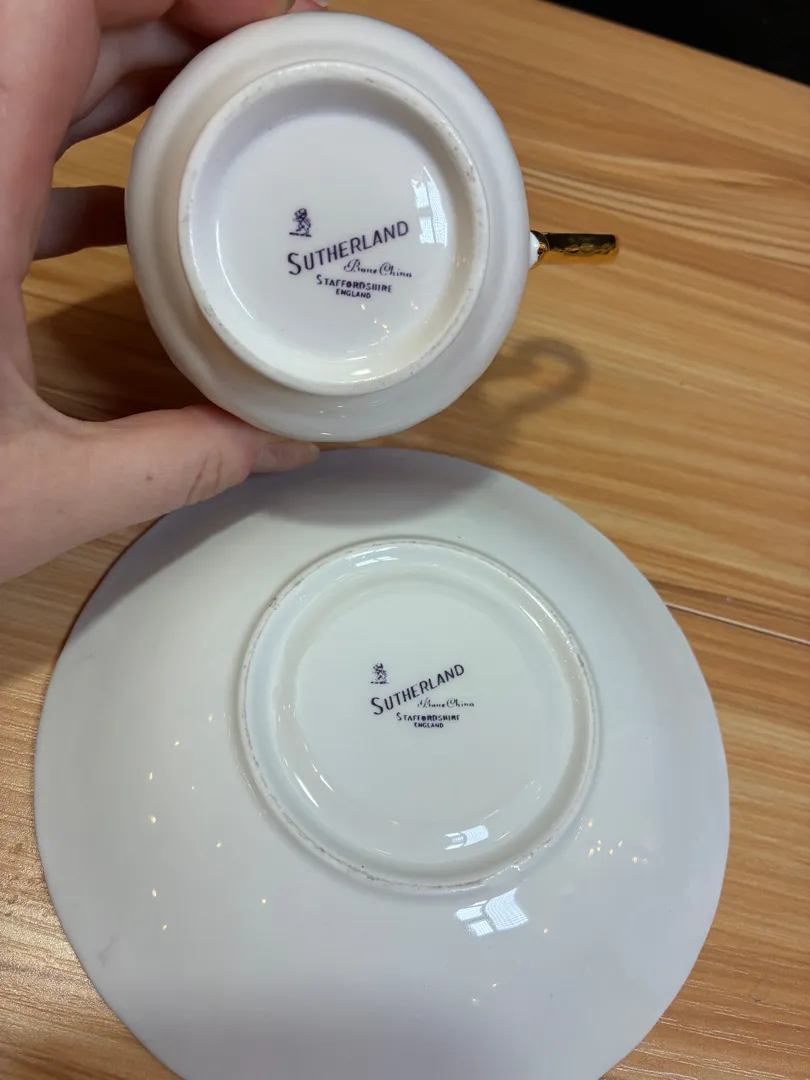 SUTHERLAND
Bone China
STAFFORDSHIRE
ENGLAND
SUTHERLAND
Bone China
STAFFORDSHIRE
ENGLAND